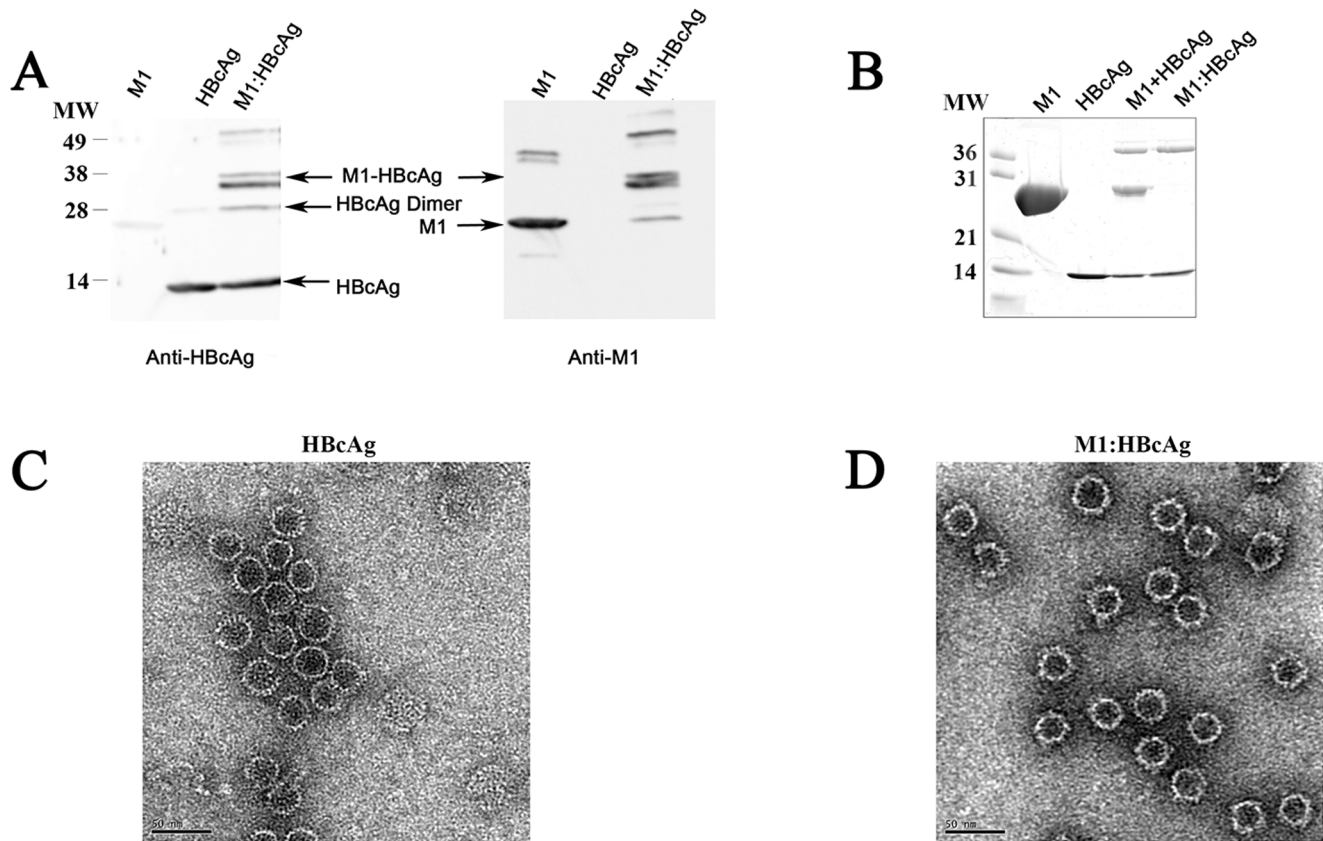 A
B
M1
HBcAg
M1:HBcAg
M1
HBcAg
M1:HBcAg
M1
HBcAg
M1+HBcAg
M1:HBcAg
MW
49
38
28
14
M1-HBcAg
HBcAg Dimer
M1
HBcAg
MW
36
31
21
14
Anti-HBcAg
Anti-M1
C
HBcAg
50 nm
D
M1:HBcAg
50 nm